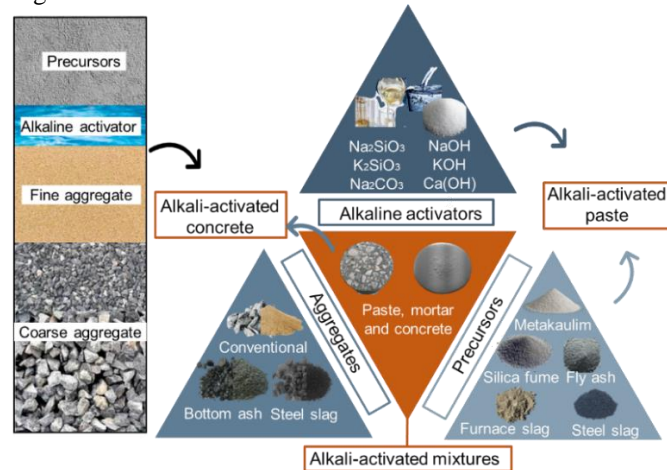 Precursors
Alkaline activator
Fine aggregate
Coarse aggregate
Na₂SiO₃ NaOH
K₂SiO₃ KOH
Na₂CO₃ Ca(OH)
Alkaline activators
Alkali-activated
concrete
Alkali-activated
paste
Paste, mortar
and concrete
Aggregates
Precursors
Conventional
Bottom ash Steel slag
Metakaulim
Silica fume Fly ash
Furnace slag Steel slag
Alkali-activated mixtures